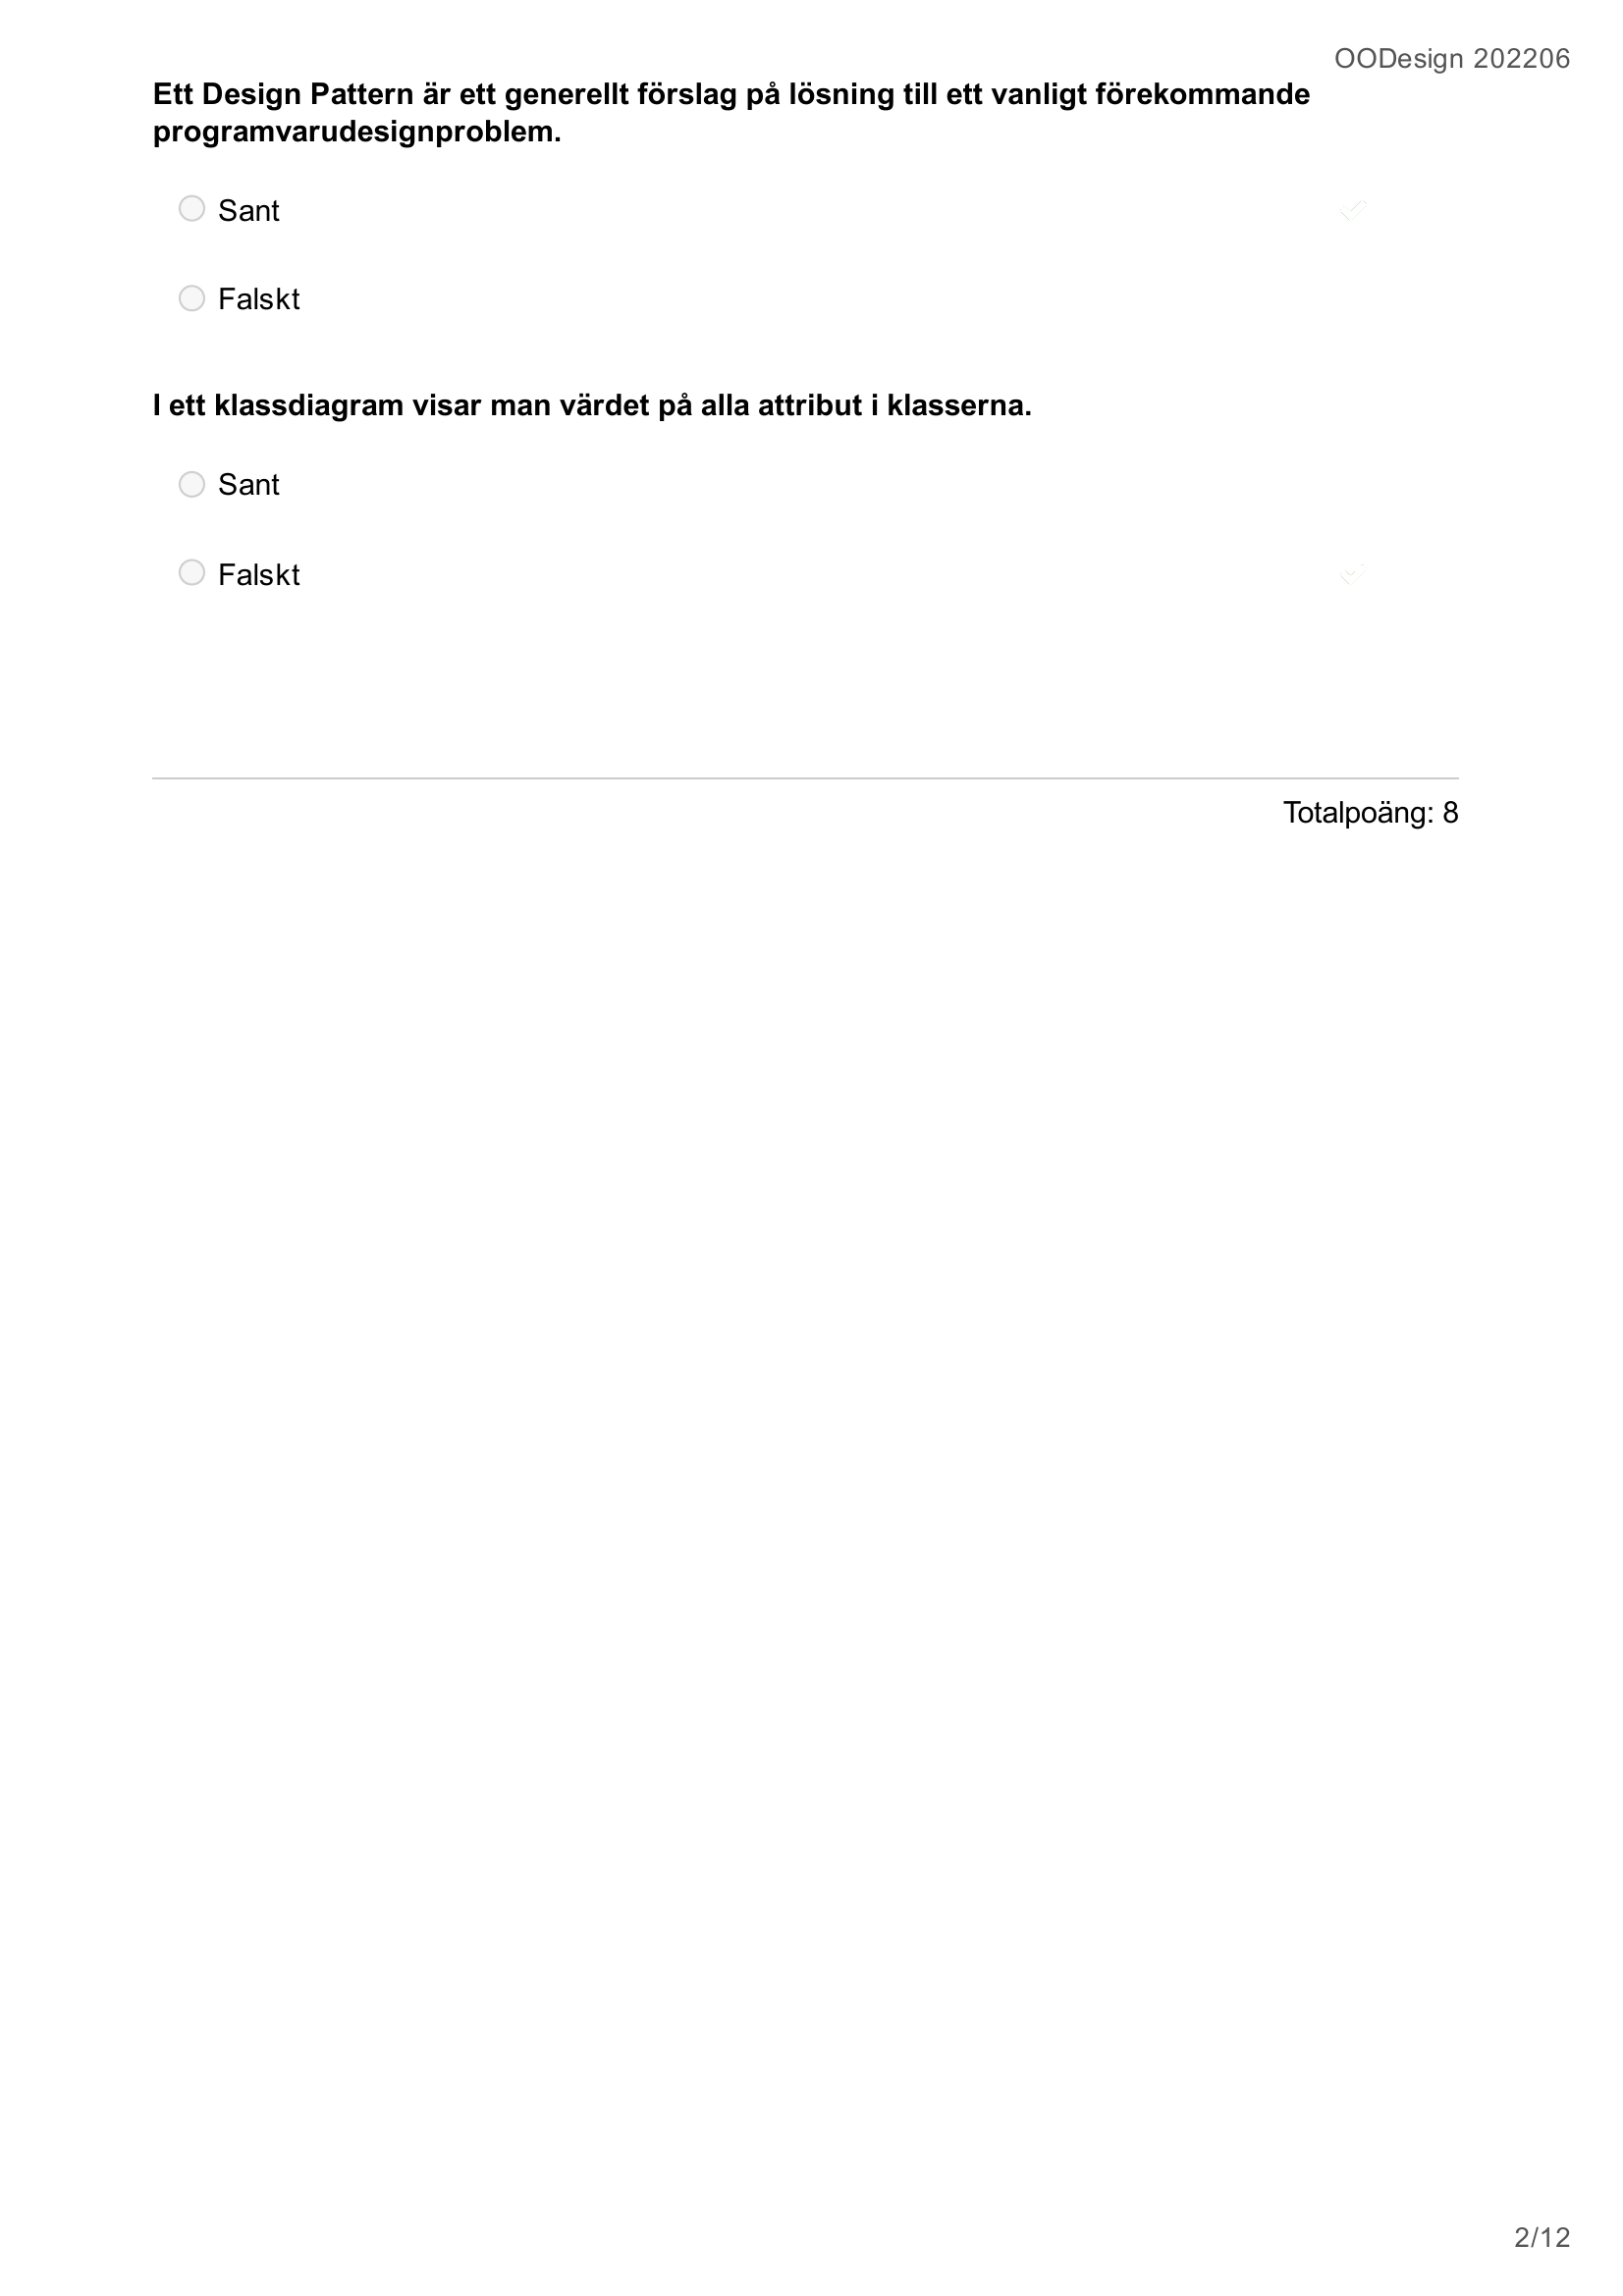 OODesign 202206
Ett Design Pattern är ett generellt förslag på lösning till ett vanligt förekommande
programvarudesignproblem.
Sant
Falskt
I ett klassdiagram visar man värdet på alla attribut i klasserna.
Sant
Falskt
Totalpoäng: 8
2/12